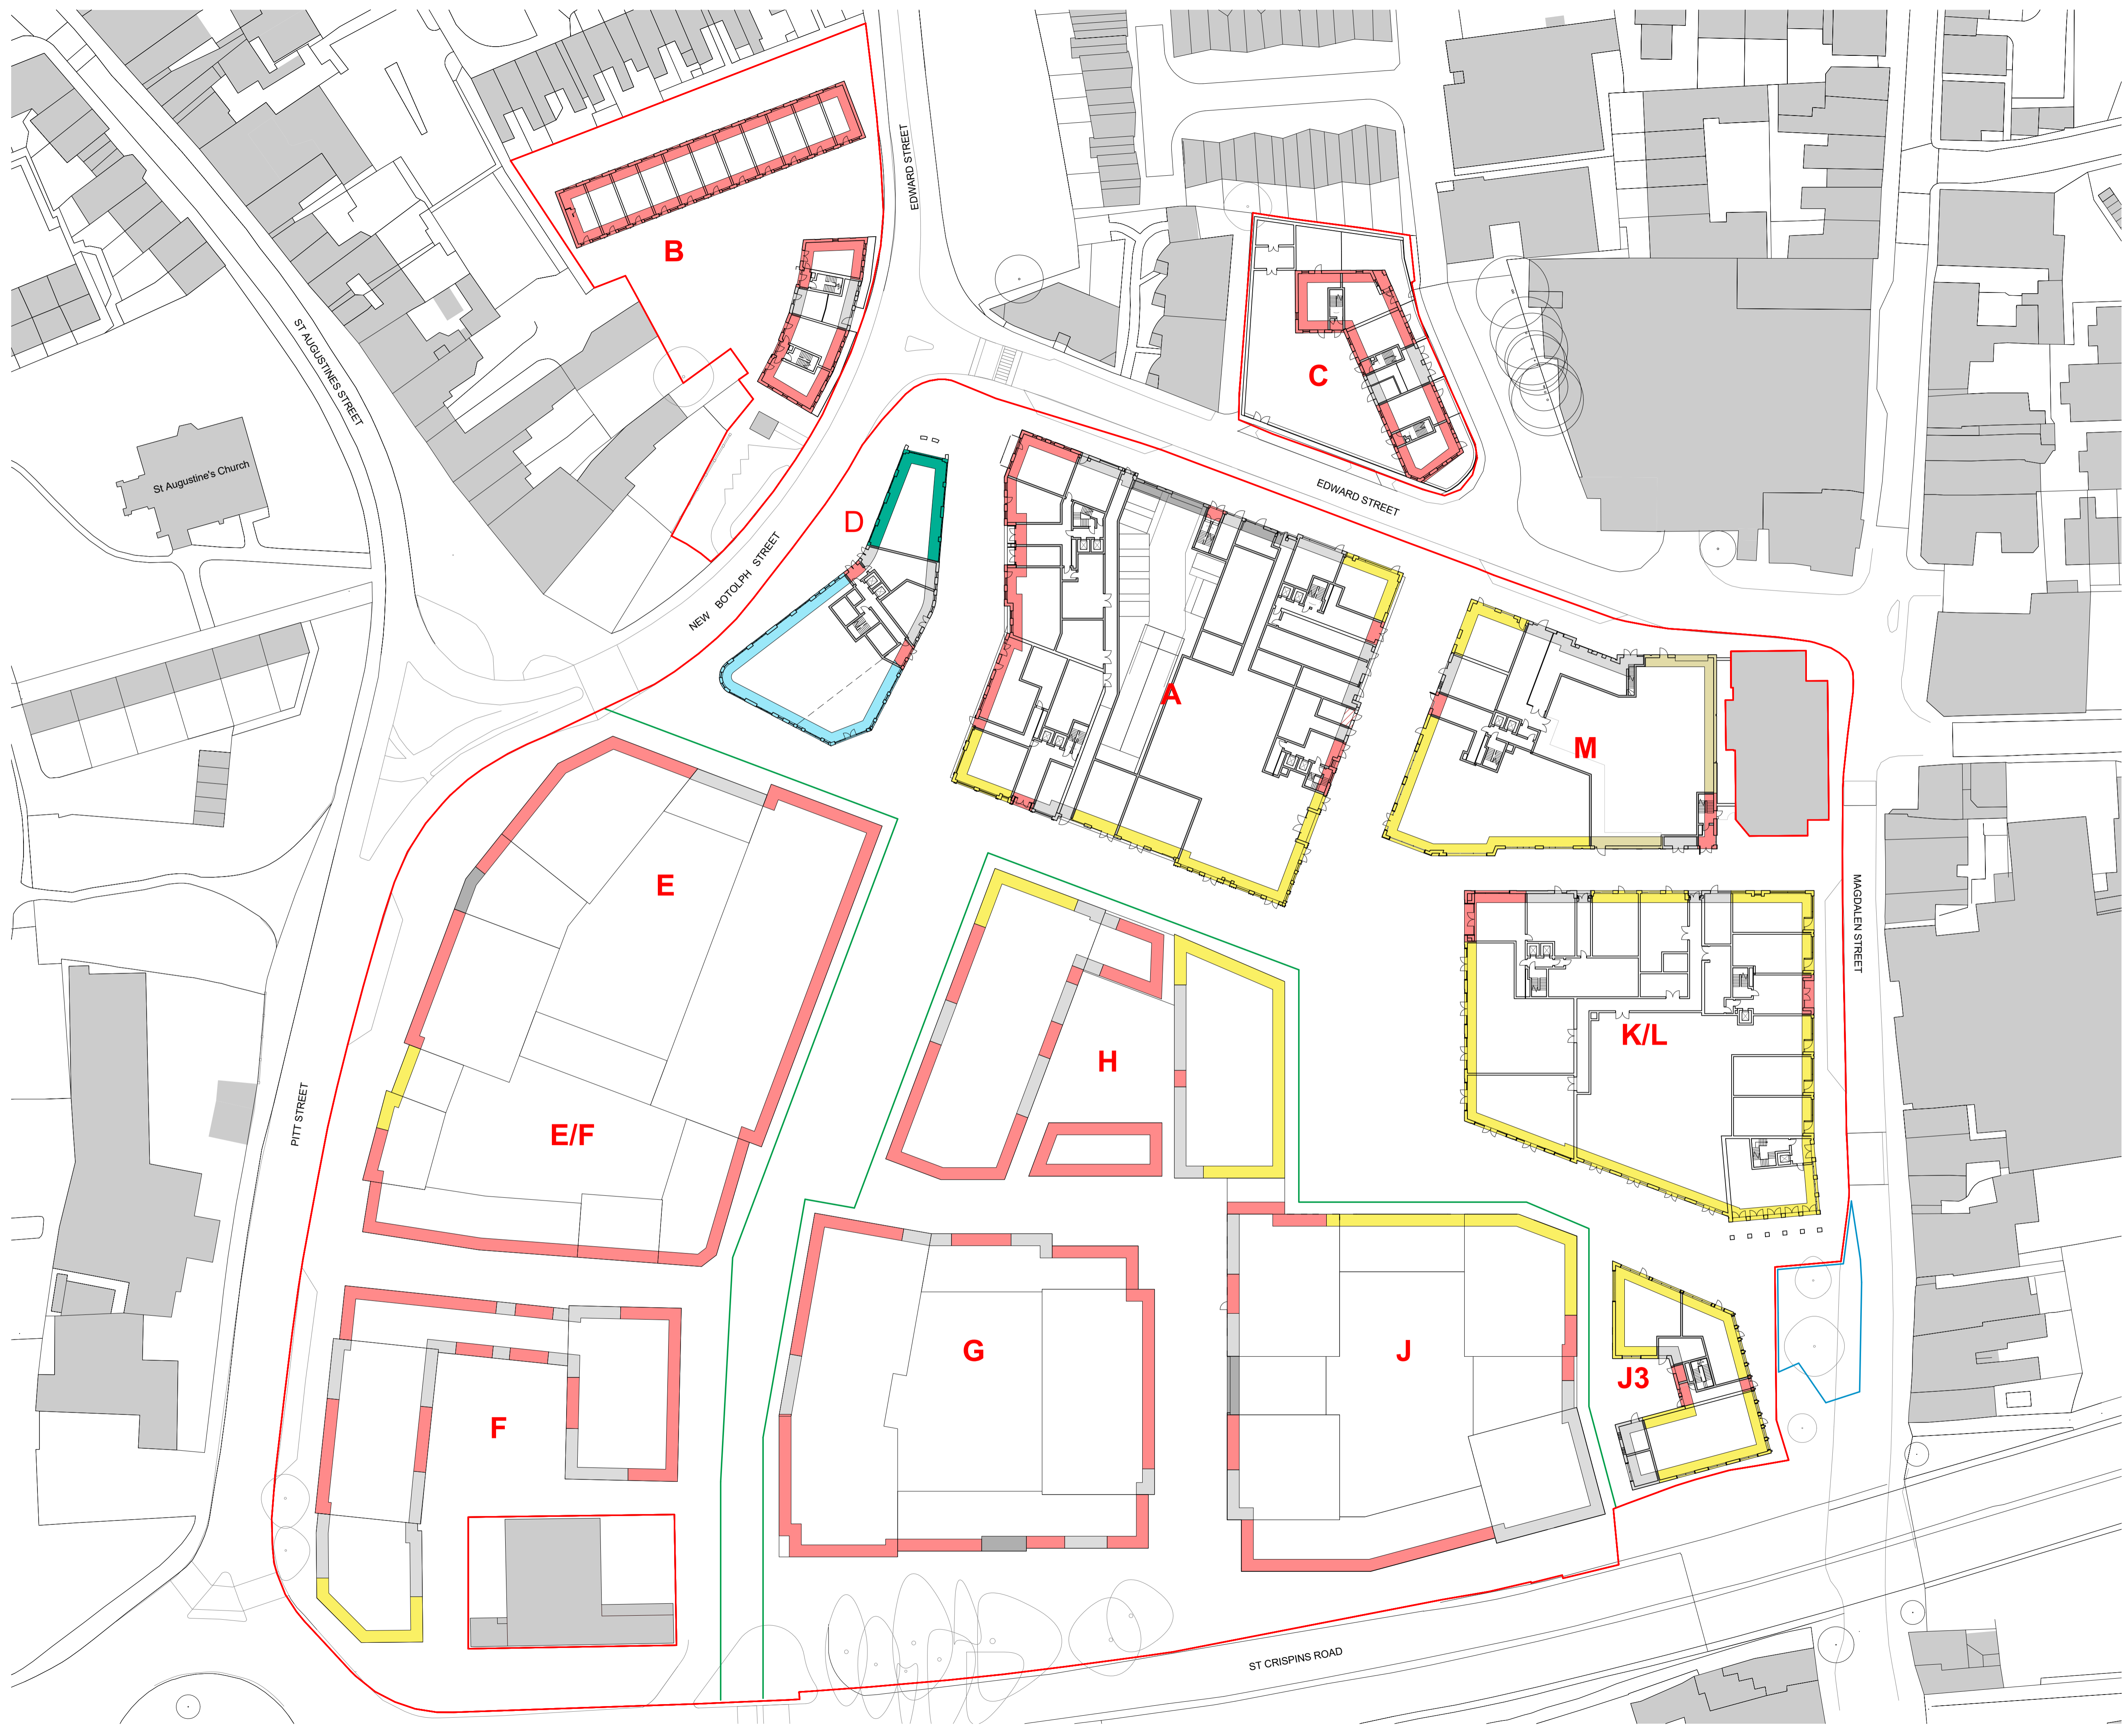 EDWARD STREET
B
ST AUGUSTINES STREET
C
St Augustine's Church
EDWARD STREET
D
NEW BOTOLPH STREET
A
M
E
MAGDALEN STREET
K/L
H
PITT STREET
E/F
G
J
J3
F
ST CRISPINS ROAD